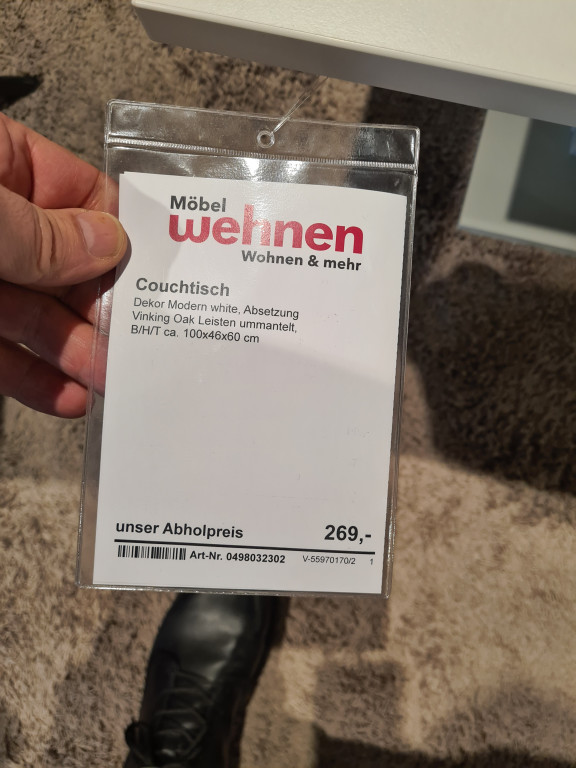 Möbel
wehnen
Wohnen & mehr
Couchtisch
Dekor Modern white, Absetzung
Vinking Oak Leisten ummantelt,
B/H/T ca. 100x46x60 cm
unser Abholpreis 269,-
Art-Nr. 0498032302 V-55970170/2 1